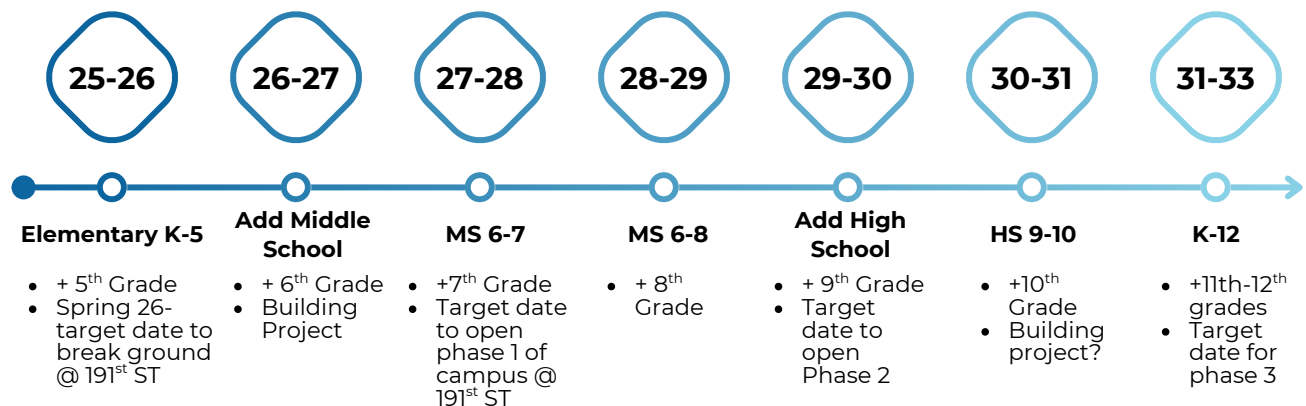 25-26
26-27
27-28
28-29
29-30
30-31
31-33
Elementary K-5
• + 5th Grade
• Spring 26-
target date to
break ground
@ 191st ST
Add Middle
School
• + 6th Grade
• Building
Project
MS 6-7
• +7th Grade
• Target date
to open
phase 1 of
campus @
191st ST
MS 6-8
• + 8th
Grade
Add High
School
• + 9th Grade
• Target
date to
open
Phase 2
HS 9-10
• +10th
Grade
• Building
project?
K-12
• +11th-12th
grades
• Target
date for
phase 3